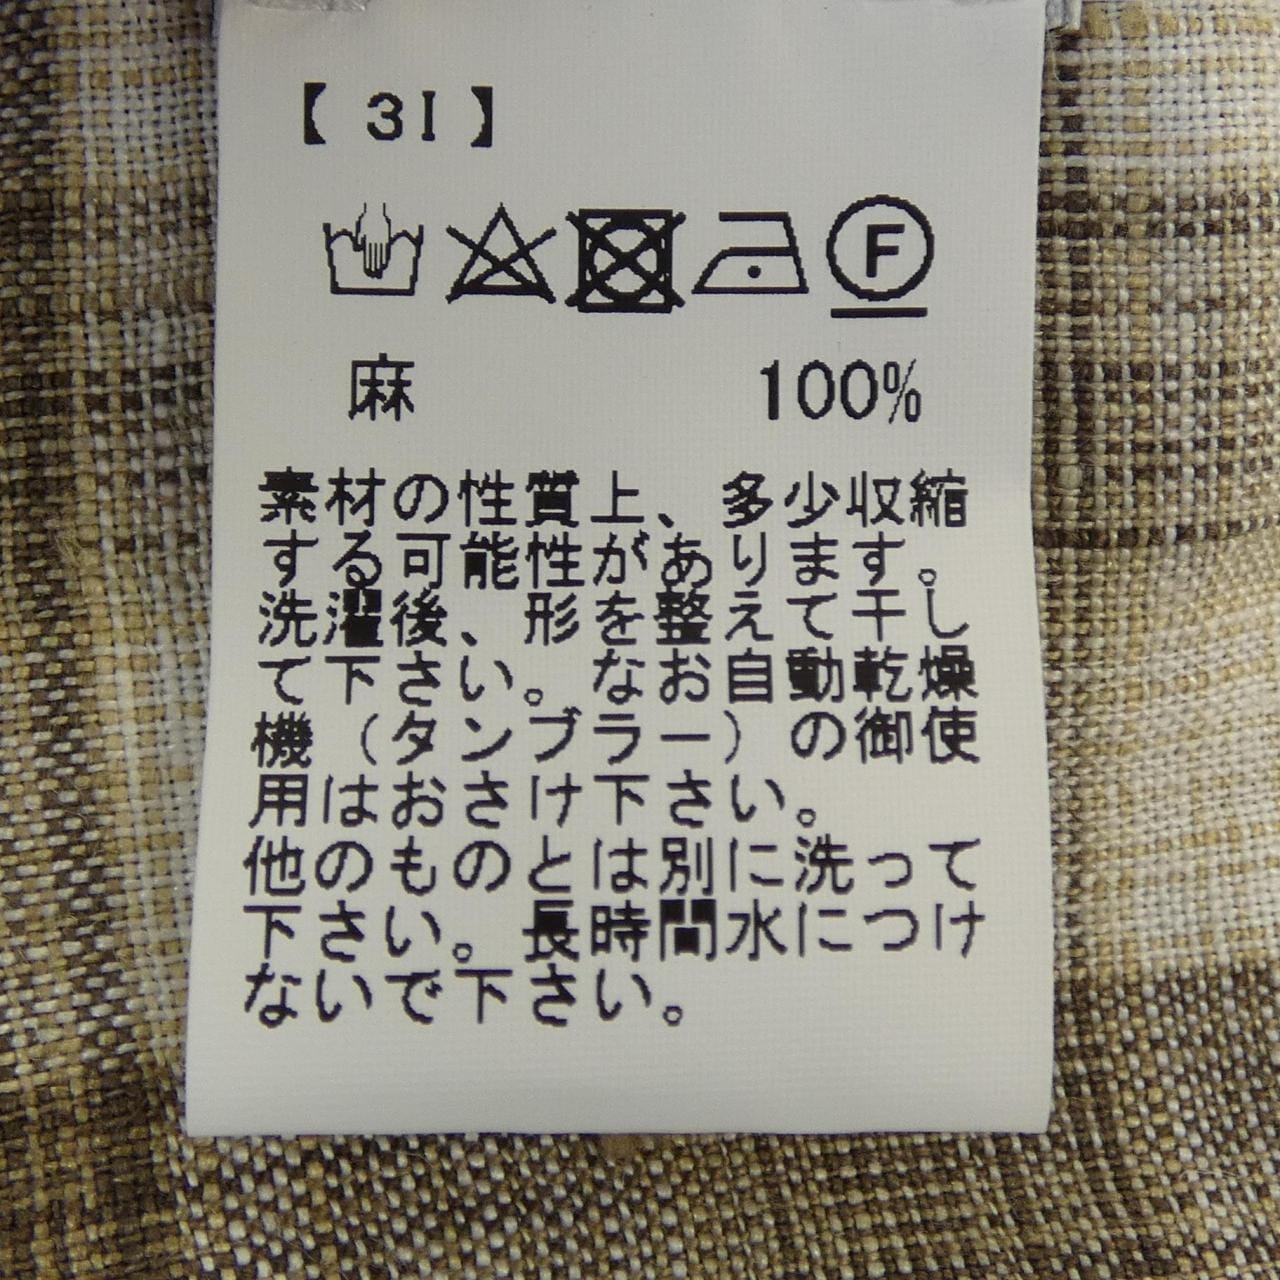 【 3I 】
F
麻 100%
素材の性質上、多少収縮
する可能性があります。
洗濯後、形を整えて干し
て下さい。なお自動乾燥
機（タンブラー）の御使
用はおさけ下さい。
他のものとは別に洗って
下さい。長時間水につけ
ないで下さい。